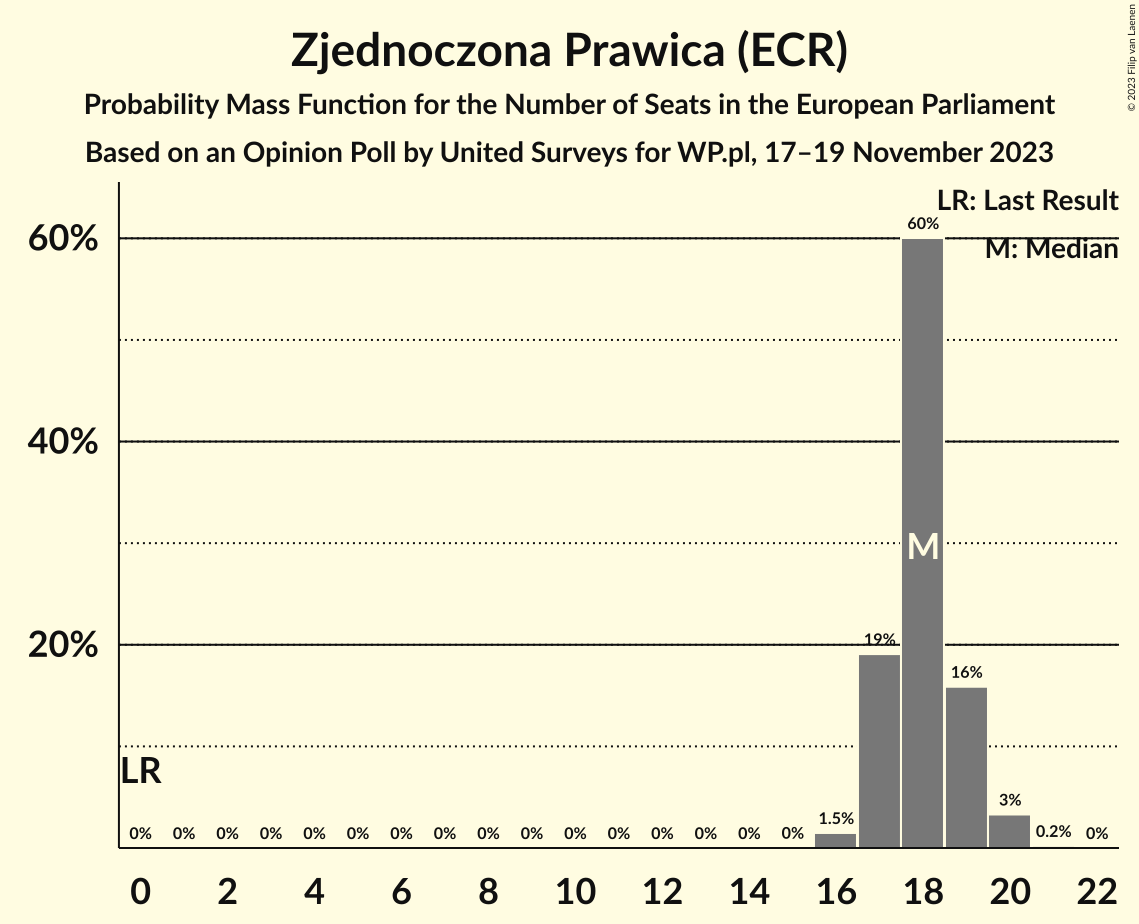 Zjednoczona Prawica (ECR)
Probability Mass Function for the Number of Seats in the European Parliament
Based on an Opinion Poll by United Surveys for WP.pl, 17–19 November 2023
© 2023 Filip van Laenen
LR: Last Result
M: Median
60%
40%
20%
60%
M
19%
16%
LR
0% 0% 0% 0% 0% 0% 0% 0% 0% 0% 0% 0% 0% 0% 0% 0% 1.5% 3% 0.2% 0%
0 2 4 6 8 10 12 14 16 18 20 22